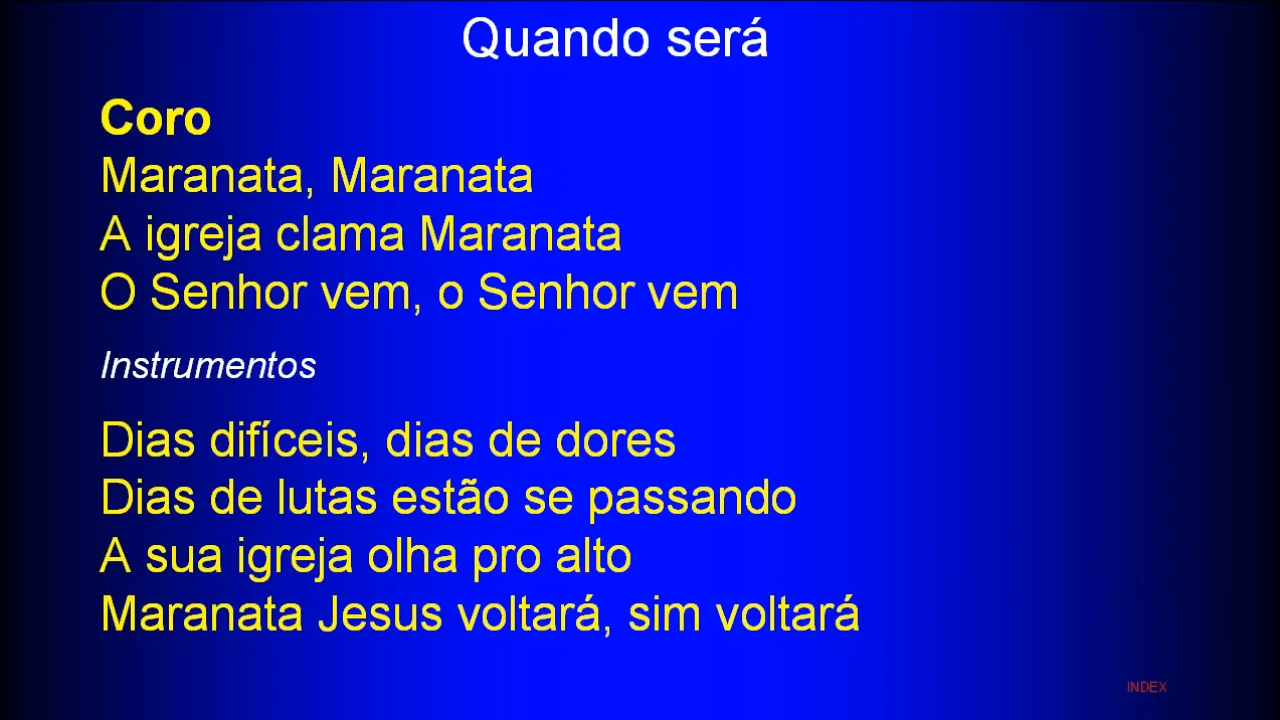 Quando será
Coro
Maranata, Maranata
A igreja clama Maranata
O Senhor vem, o Senhor vem
Instrumentos
Dias difíceis, dias de dores
Dias de lutas estão se passando
A sua igreja olha pro alto
Maranata Jesus voltará, sim voltará
INDEX